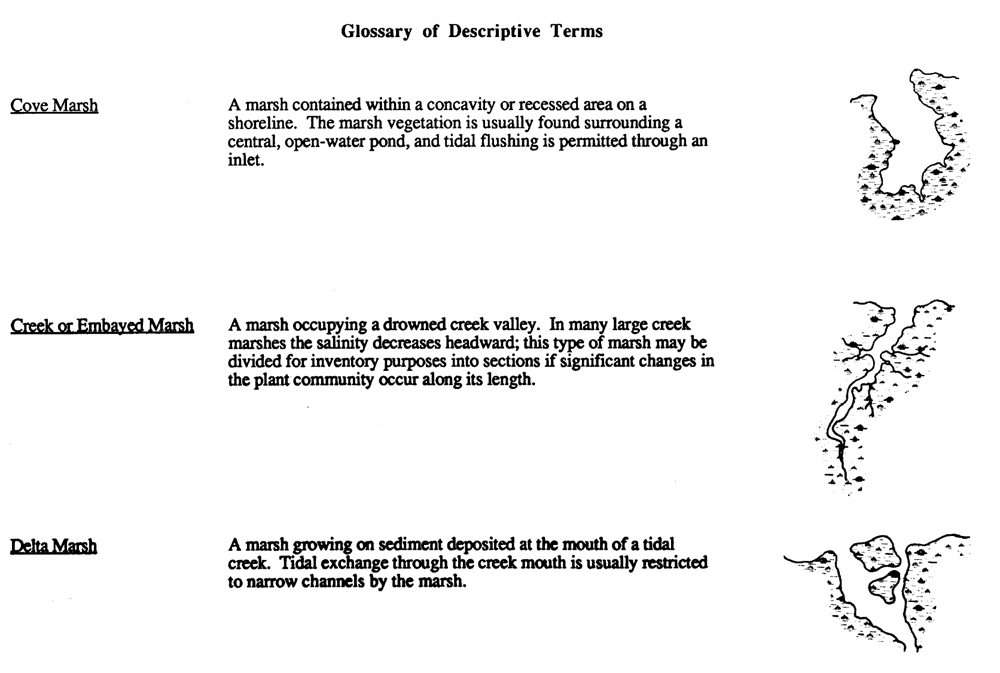 Glossary of Descriptive Terms
Cove Marsh
A marsh contained within a concavity or recessed area on a
shoreline. The marsh vegetation is usually found surrounding a
central, open-water pond, and tidal flushing is permitted through an
inlet.
Creek or Embayed Marsh
A marsh occupying a drowned creek valley. In many large creek
marshes the salinity decreases headward; this type of marsh may be
divided for inventory purposes into sections if significant changes in
the plant community occur along its length.
Delta Marsh
A marsh growing on sediment deposited at the mouth of a tidal
creek. Tidal exchange through the creek mouth is usually restricted
to narrow channels by the marsh.